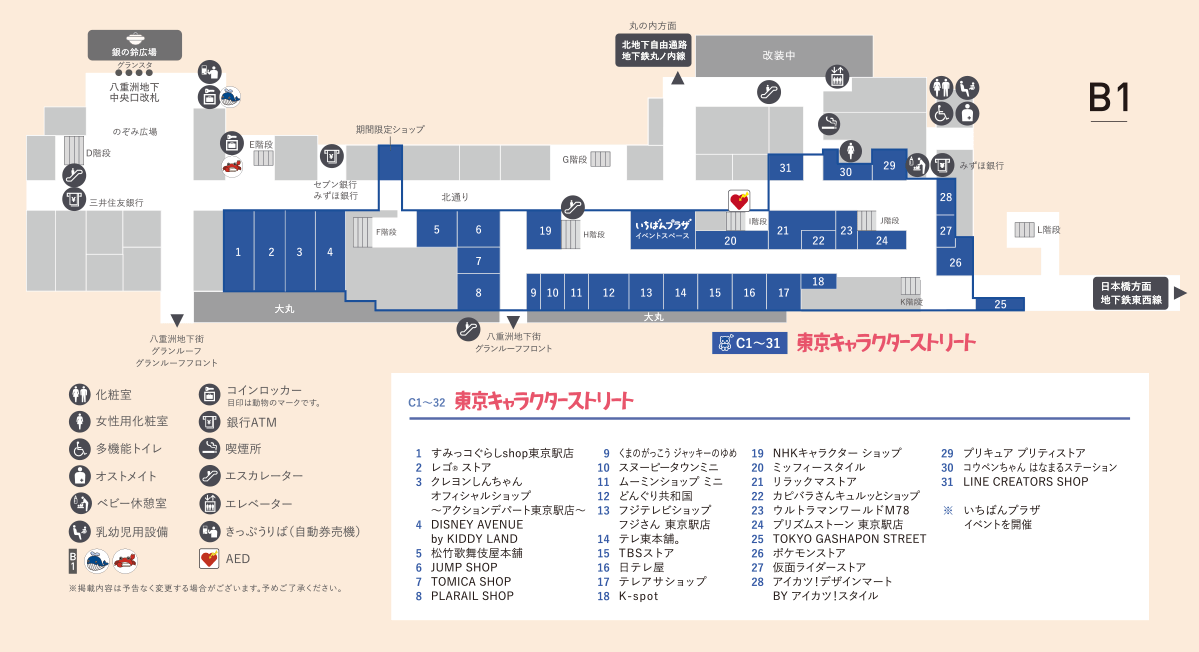 丸の内方面
北地下自由通路
地下鉄丸ノ内線
改装中
B1
銀の鈴広場
グランスタ
八重洲地下
中央口改札
のぞみ広場
D階段
三井住友銀行
E階段
期間限定ショップ
セブン銀行
みずほ銀行
北通り
G階段
みずほ銀行
31
30
29
28
27
26
25
L階段
F階段
H階段
I階段
J階段
K階段
いちばんプラザ
イベントスペース
1
2
3
4
5
6
7
8
19
20
21
22
23
24
9
10
11
12
13
14
15
16
17
18
大丸
大丸
日本橋方面
地下鉄東西線
八重洲地下街
グランルーフ
グランルーフフロント
八重洲地下街
グランルーフフロント
C1〜31 東京キャラクターストリート
化粧室
女性用化粧室
多機能トイレ
オストメイト
ベビー休憩室
乳幼児用設備
B1
コインロッカー
目印は動物のマークです。
銀行ATM
喫煙所
エスカレーター
エレベーター
きっぷうりば(自動券売機)
AED
※掲載内容は予告なく変更する場合がございます。予めご了承ください。
C1〜32 東京キャラクターストリート
1 すみっコぐらしshop東京駅店
2 レゴ® ストア
3 クレヨンしんちゃん
オフィシャルショップ
〜アクションデパート東京駅店〜
4 DISNEY AVENUE
by KIDDY LAND
5 松竹歌舞伎屋本舗
6 JUMP SHOP
7 TOMICA SHOP
8 PLARAIL SHOP
9 くまのがっこう ジャッキーのゆめ
10 スヌーピータウンミニ
11 ムーミンショップ ミニ
12 どんぐり共和国
13 フジテレビショップ
フジさん 東京駅店
14 テレ東本舗。
15 TBSストア
16 日テレ屋
17 テレアサショップ
18 K-spot
19 NHKキャラクター ショップ
20 ミッフィースタイル
21 リラックマストア
22 カピバラさんキュルッとショップ
23 ウルトラマンワールドM78
24 プリズムストーン 東京駅店
25 TOKYO GASHAPON STREET
26 ポケモンストア
27 仮面ライダーストア
28 アイカツ!デザインマート
BY アイカツ!スタイル
29 プリキュア プリティストア
30 コウペンちゃん はなまるステーション
31 LINE CREATORS SHOP
※ いちばんプラザ
イベントを開催